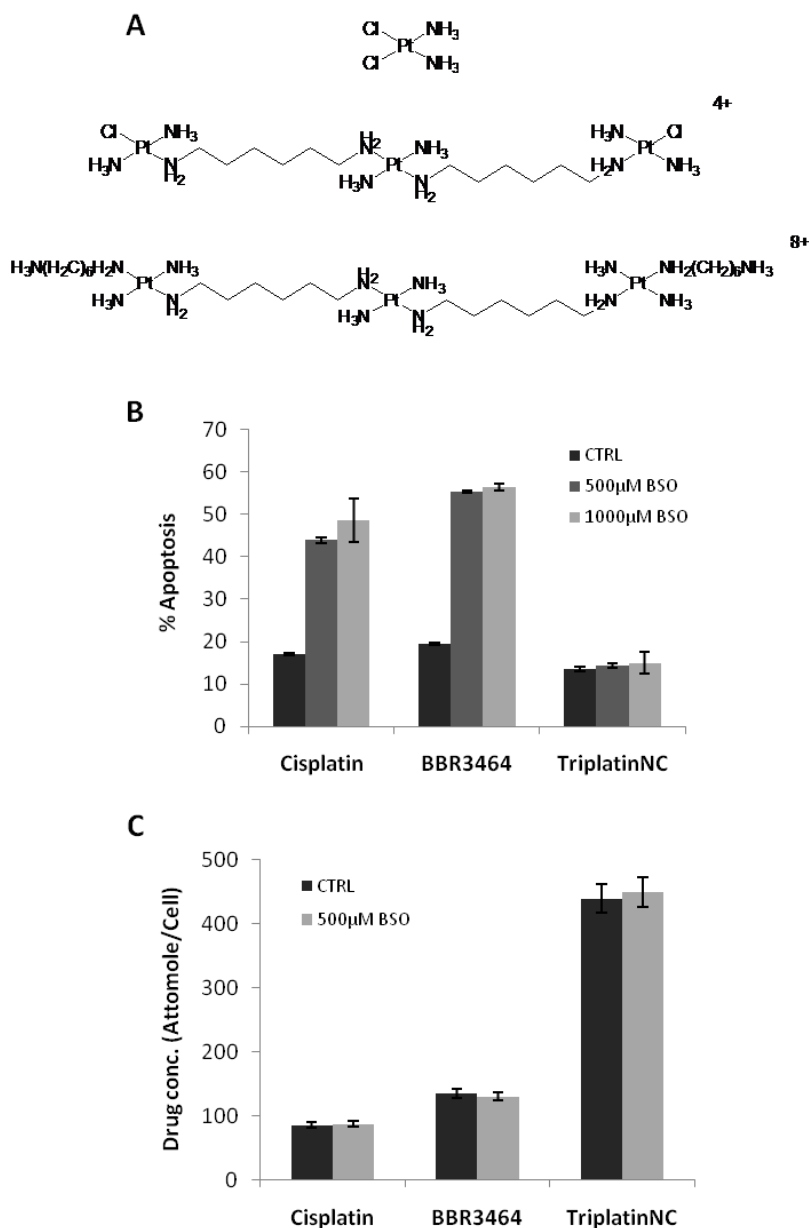 A
Cl NH3
Pt
Cl NH3
4+
Cl NH3 H2 N NH3 H3N Cl
Pt Pt Pt
H3N N H2 H3N N H2 H2N NH3
8+
H3N(H2C)6H2N NH3 H2 N NH3 H3N NH2(CH2)6NH3
Pt Pt Pt
H3N N H2 H3N N H2 H2N NH3
B
% Apoptosis
70
60
50
40
30
20
10
0
CTRL
500µM BSO
1000µM BSO
Cisplatin BBR3464 TriplatinNC
C
Drug conc. (Attomole/Cell)
500
400
300
200
100
0
CTRL
500µM BSO
Cisplatin BBR3464 TriplatinNC